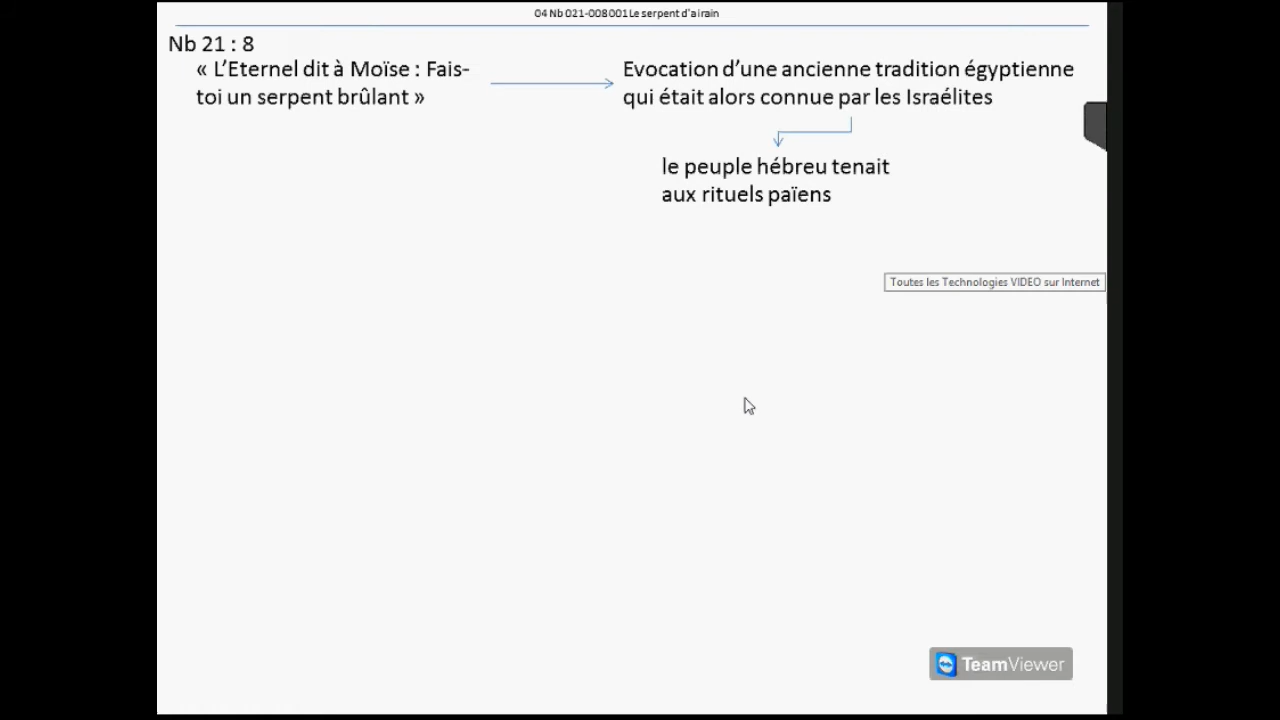 04 Nb 021-008001 Le serpent d'airain
Nb 21 : 8
« L’Eternel dit à Moïse : Fais-
toi un serpent brûlant »
Evocation d’une ancienne tradition égyptienne
qui était alors connue par les Israélites
le peuple hébreu tenait
aux rituels païens
Toutes les Technologies VIDEO sur Internet
TeamViewer